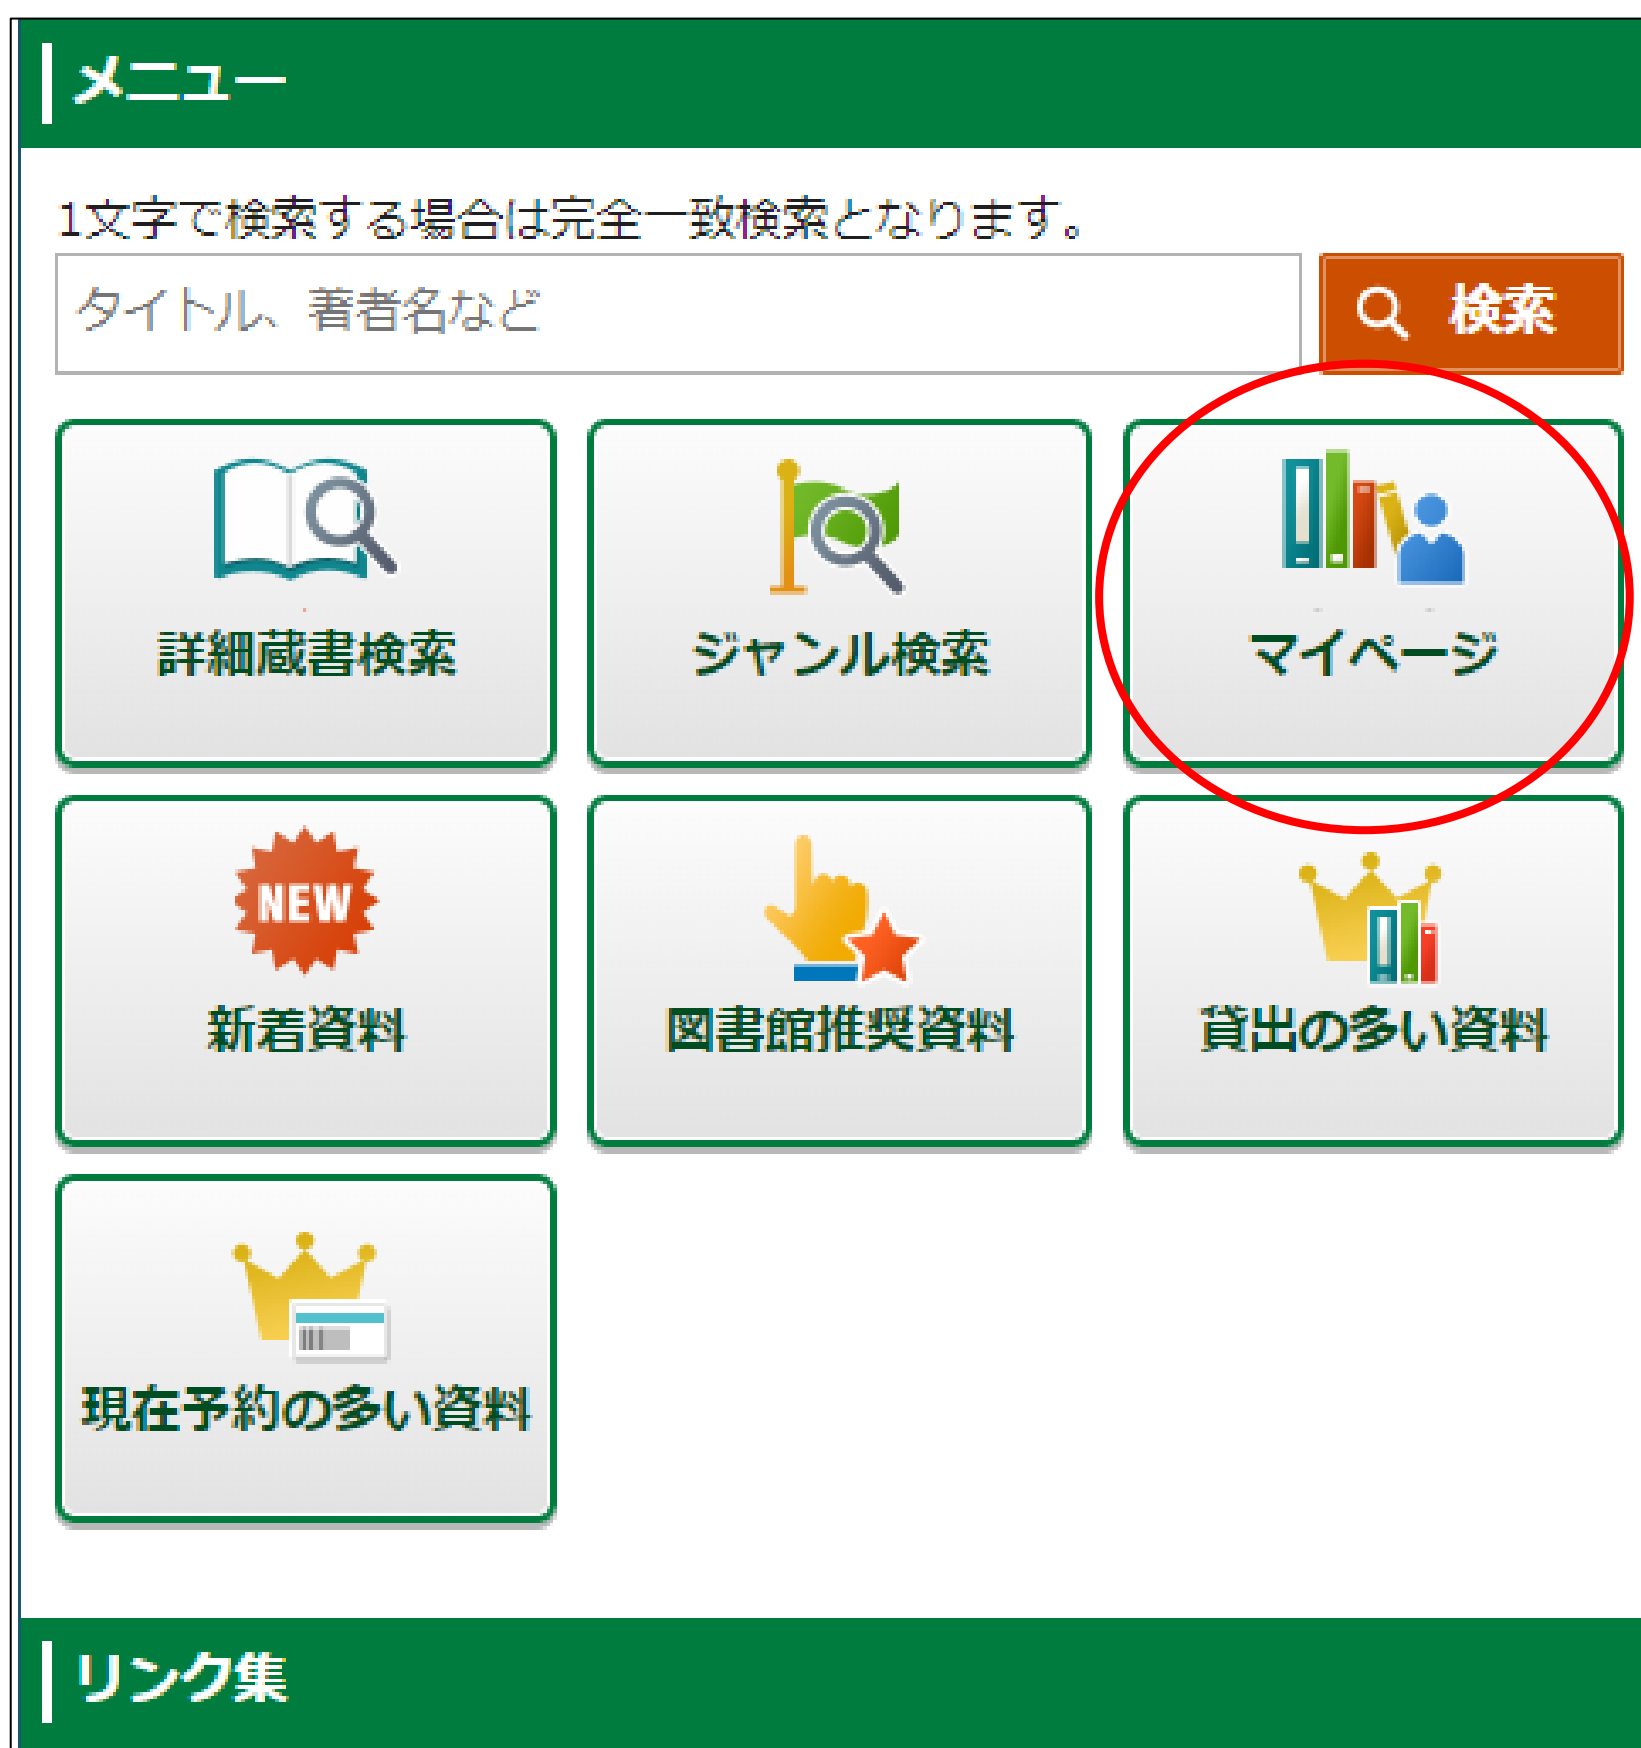 メニュー
1文字で検索する場合は完全一致検索となります。
タイトル、著者名など
検索
詳細蔵書検索
ジャンル検索
マイページ
NEW
新着資料
図書館推奨資料
貸出の多い資料
現在予約の多い資料
リンク集